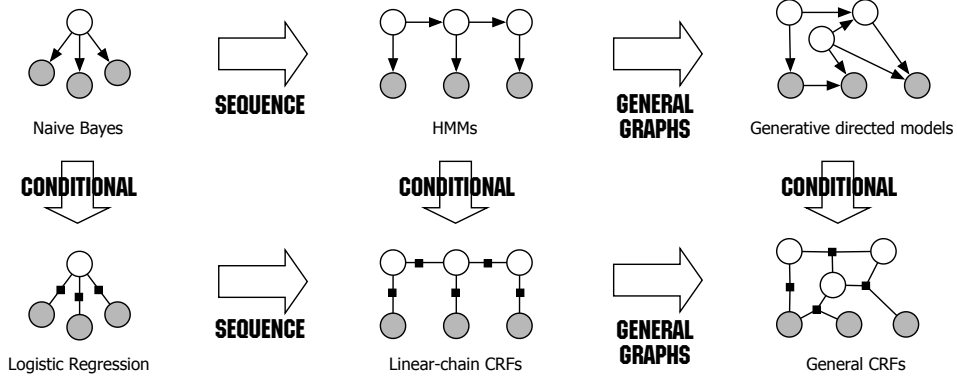 SEQUENCE
GENERAL
GRAPHS
Naive Bayes
HMMs
Generative directed models
CONDITIONAL
CONDITIONAL
CONDITIONAL
SEQUENCE
GENERAL
GRAPHS
Logistic Regression
Linear-chain CRFs
General CRFs